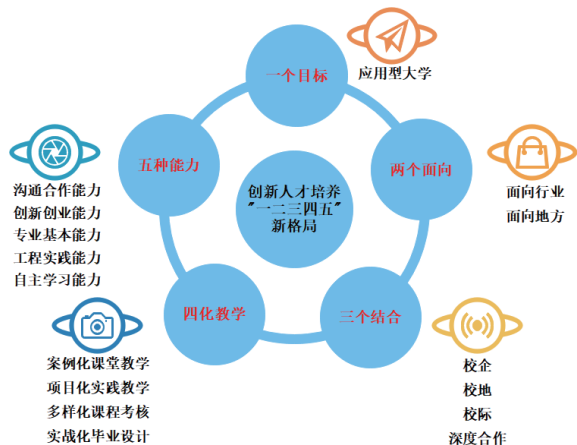 一个目标
应用型大学
五种能力
两个面向
创新人才培养
"一二三四五"
新格局
沟通合作能力
创新创业能力
专业基本能力
工程实践能力
自主学习能力
面向行业
面向地方
四化教学
三个结合
案例化课堂教学
项目化实践教学
多样化课程考核
实战化毕业设计
校企
校地
校际
深度合作